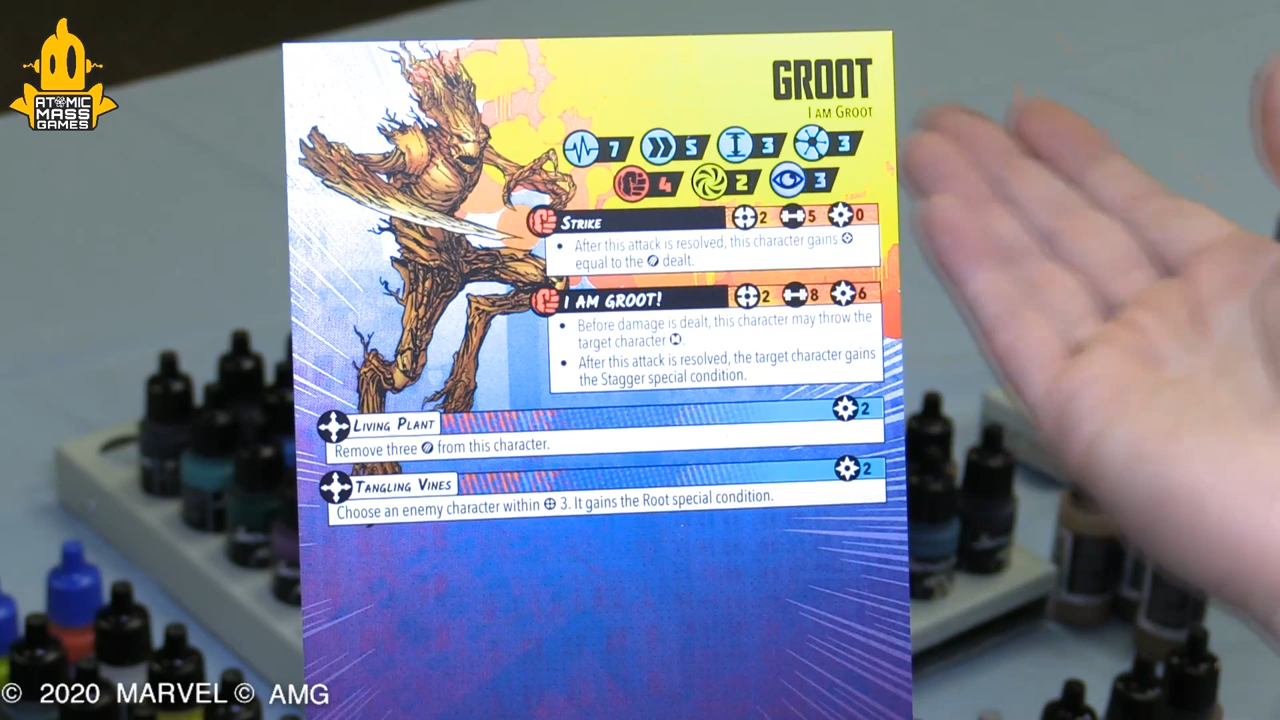 ATOMIC
MASS
GAMES
GROOT
I AM GROOT
7 5 3 3
4 2 3
STRIKE 2 5 0
• After this attack is resolved, this character gains
equal to the dealt.
I AM GROOT! 2 8 6
• Before damage is dealt, this character may throw the
target character .
• After this attack is resolved, the target character gains
the Stagger special condition.
LIVING PLANT 2
Remove three from this character.
TANGLING VINES 2
Choose an enemy character within 3. It gains the Root special condition.
© 2020 MARVEL © AMG